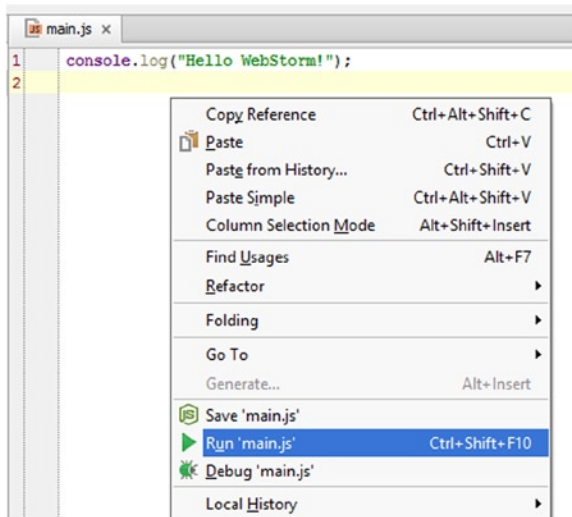 JS main.js ×
1 console.log("Hello WebStorm!");
2
Copy Reference Ctrl+Alt+Shift+C
Paste Ctrl+V
Paste from History... Ctrl+Shift+V
Paste Simple Ctrl+Alt+Shift+V
Column Selection Mode Alt+Shift+Insert
Find Usages Alt+F7
Refactor
Folding
Go To
Generate... Alt+Insert
JS Save 'main.js'
Run 'main.js' Ctrl+Shift+F10
Debug 'main.js'
Local History